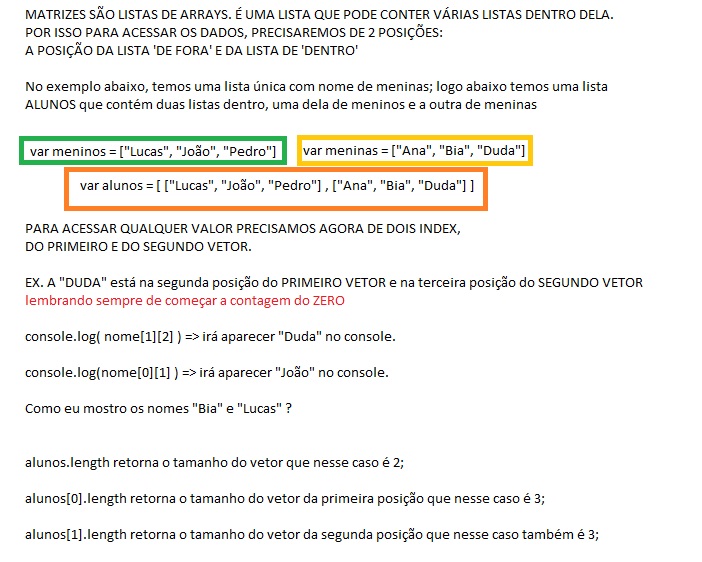 MATRIZES SÃO LISTAS DE ARRAYS. É UMA LISTA QUE PODE CONTER VÁRIAS LISTAS DENTRO DELA.
POR ISSO PARA ACESSAR OS DADOS, PRECISAREMOS DE 2 POSIÇÕES:
A POSIÇÃO DA LISTA 'DE FORA' E DA LISTA DE 'DENTRO'
No exemplo abaixo, temos uma lista única com nome de meninas; logo abaixo temos uma lista
ALUNOS que contém duas listas dentro, uma dela de meninos e a outra de meninas
var meninos = ["Lucas", "João", "Pedro"] var meninas = ["Ana", "Bia", "Duda"]
var alunos = [ ["Lucas", "João", "Pedro"] , ["Ana", "Bia", "Duda"] ]
PARA ACESSAR QUALQUER VALOR PRECISAMOS AGORA DE DOIS INDEX,
DO PRIMEIRO E DO SEGUNDO VETOR.
EX. A "DUDA" está na segunda posição do PRIMEIRO VETOR e na terceira posição do SEGUNDO VETOR
lembrando sempre de começar a contagem do ZERO
console.log( nome[1][2] ) => irá aparecer "Duda" no console.
console.log(nome[0][1] ) => irá aparecer "João" no console.
Como eu mostro os nomes "Bia" e "Lucas" ?
alunos.length retorna o tamanho do vetor que nesse caso é 2;
alunos[0].length retorna o tamanho do vetor da primeira posição que nesse caso é 3;
alunos[1].length retorna o tamanho do vetor da segunda posição que nesse caso também é 3;